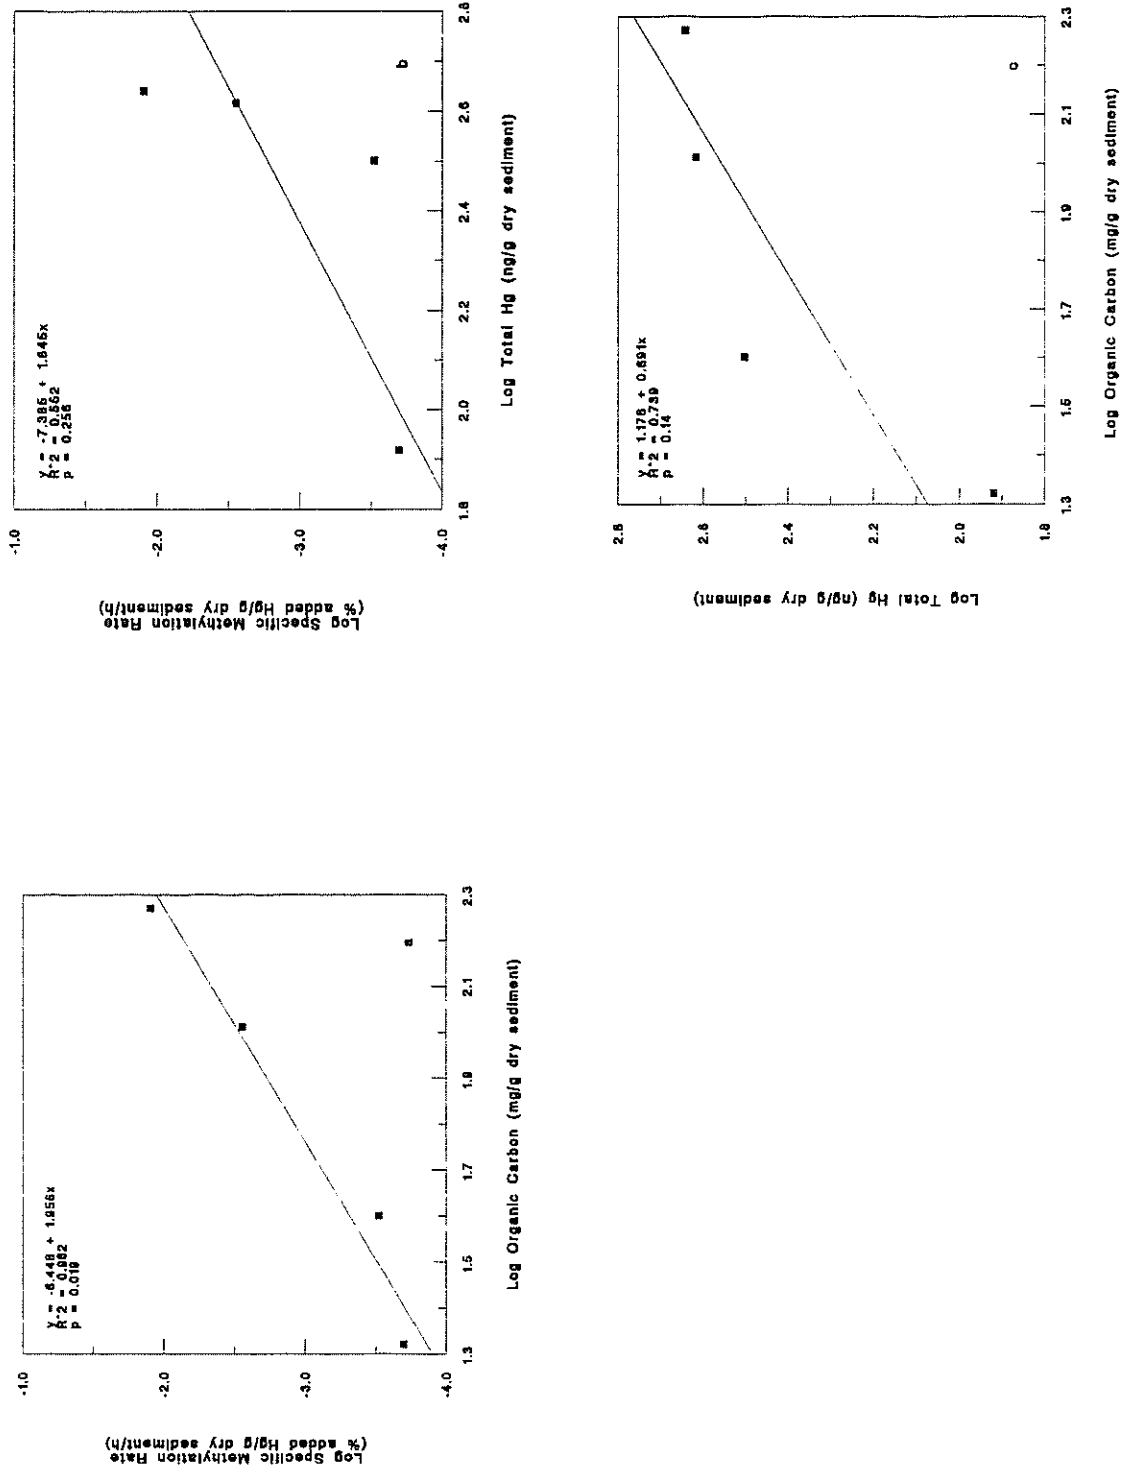 y = -6.448 + 1.956x
R^2 = 0.962
p = 0.019
a
-1.0
-2.0
-3.0
-4.0
1.3
1.5
1.7
1.9
2.1
2.3
Log Specific Methylation Rate
(% added Hg/g dry sediment/h)
Log Organic Carbon (mg/g dry sediment)
y = -7.385 + 1.845x
R^2 = 0.552
p = 0.256
b
-1.0
-2.0
-3.0
-4.0
1.8
2.0
2.2
2.4
2.6
2.8
Log Specific Methylation Rate
(% added Hg/g dry sediment/h)
Log Total Hg (ng/g dry sediment)
y = 1.176 + 0.691x
R^2 = 0.739
p = 0.14
c
2.8
2.6
2.4
2.2
2.0
1.8
1.3
1.5
1.7
1.9
2.1
2.3
Log Total Hg (ng/g dry sediment)
Log Organic Carbon (mg/g dry sediment)